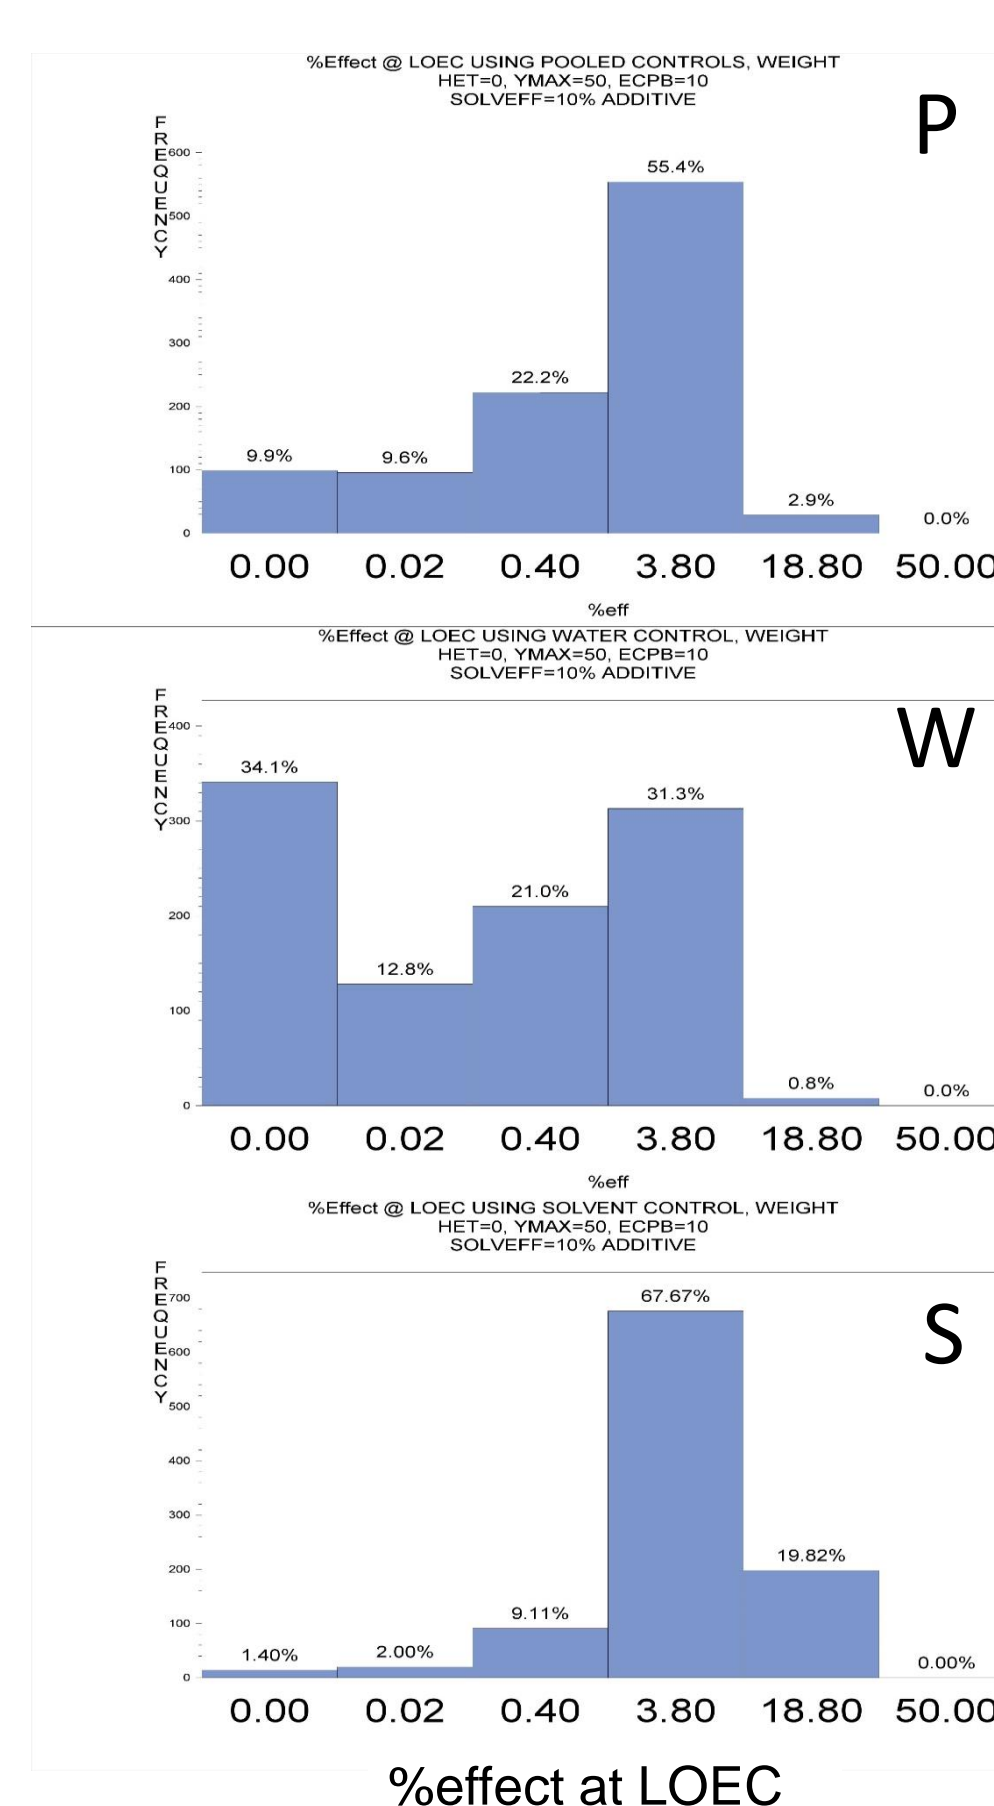 %Effect @ LOEC USING POOLED CONTROLS, WEIGHT
HET=0, YMAX=50, ECPB=10
SOLVEFF=10% ADDITIVE
P
FREQUENCY
600
500
400
300
200
100
0
9.9%
9.6%
22.2%
55.4%
2.9%
0.0%
0.00 0.02 0.40 3.80 18.80 50.00
%eff
%Effect @ LOEC USING WATER CONTROL, WEIGHT
HET=0, YMAX=50, ECPB=10
SOLVEFF=10% ADDITIVE
W
FREQUENCY
400
300
200
100
0
34.1%
12.8%
21.0%
31.3%
0.8%
0.0%
0.00 0.02 0.40 3.80 18.80 50.00
%eff
%Effect @ LOEC USING SOLVENT CONTROL, WEIGHT
HET=0, YMAX=50, ECPB=10
SOLVEFF=10% ADDITIVE
S
FREQUENCY
700
600
500
400
300
200
100
0
1.40%
2.00%
9.11%
67.67%
19.82%
0.00%
0.00 0.02 0.40 3.80 18.80 50.00
%effect at LOEC